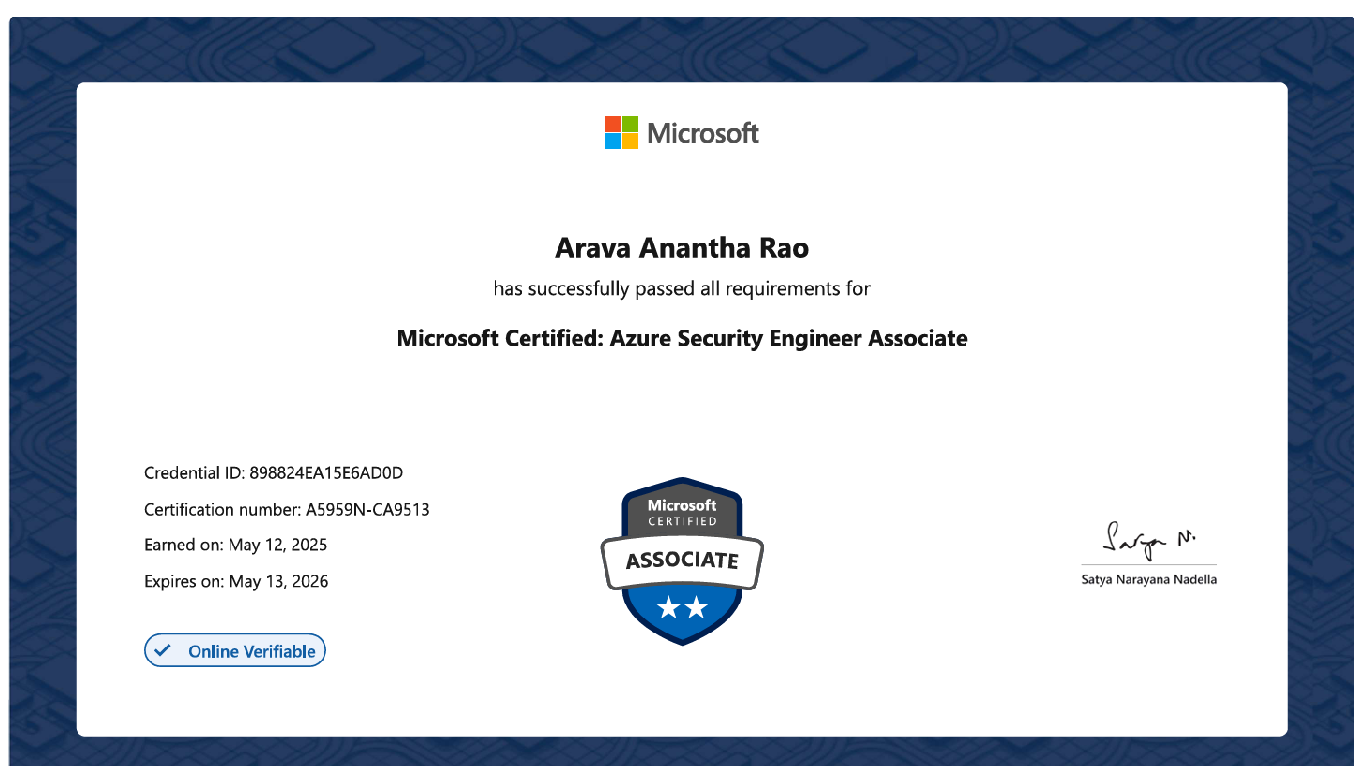 Microsoft
Arava Anantha Rao
has successfully passed all requirements for
Microsoft Certified: Azure Security Engineer Associate
Credential ID: 898824EA15E6AD0D
Certification number: A5959N-CA9513
Earned on: May 12, 2025
Expires on: May 13, 2026
Online Verifiable
Microsoft
CERTIFIED
ASSOCIATE
Satya N.
Satya Narayana Nadella